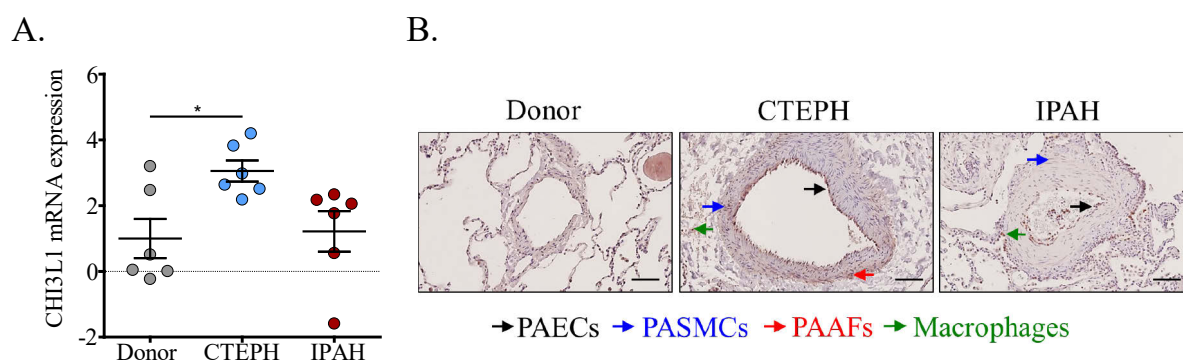 A.
CHI3L1 mRNA expression
6
4
2
0
-2
*
Donor
CTEPH
IPAH
B.
Donor CTEPH IPAH
PAECs PASMCs PAAFs Macrophages